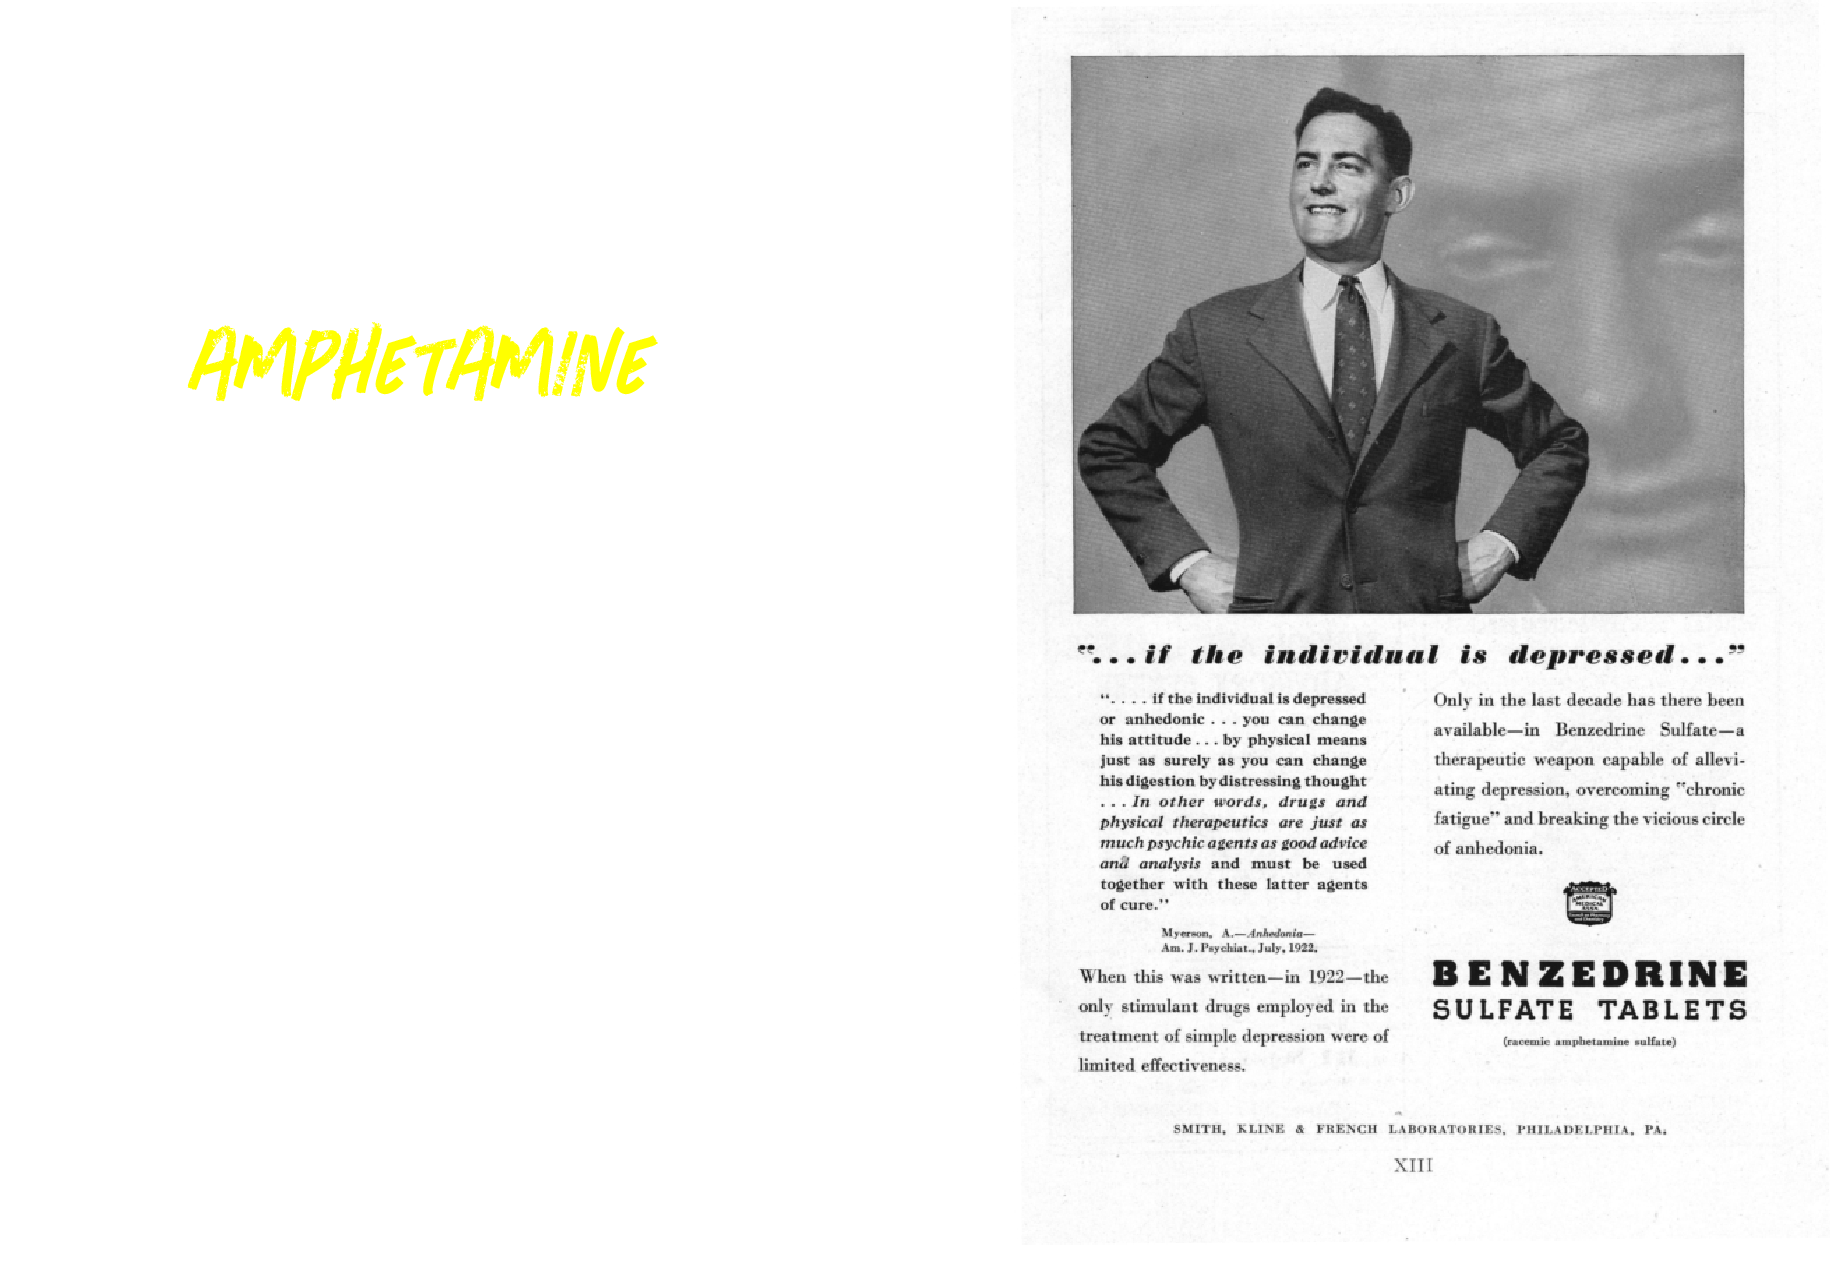 AMPHETAMINE
"...if the individual is depressed..."
".... if the individual is depressed
or anhedonic ... you can change
his attitude ... by physical means
just as surely as you can change
his digestion by distressing thought
... In other words, drugs and
physical therapeutics are just as
much psychic agents as good advice
and analysis and must be used
together with these latter agents
of cure."
Myerson, A.—Anhedonia—
Am. J. Psychiat., July, 1922.
When this was written—in 1922—the
only stimulant drugs employed in the
treatment of simple depression were of
limited effectiveness.
Only in the last decade has there been
available—in Benzedrine Sulfate—a
therapeutic weapon capable of allevi-
ating depression, overcoming "chronic
fatigue" and breaking the vicious circle
of anhedonia.
ACCEPTED
AMERICAN
MEDICAL
ASSN.
BENZEDRINE
SULFATE TABLETS
(racemic amphetamine sulfate)
SMITH, KLINE & FRENCH LABORATORIES, PHILADELPHIA, PA.
XIII